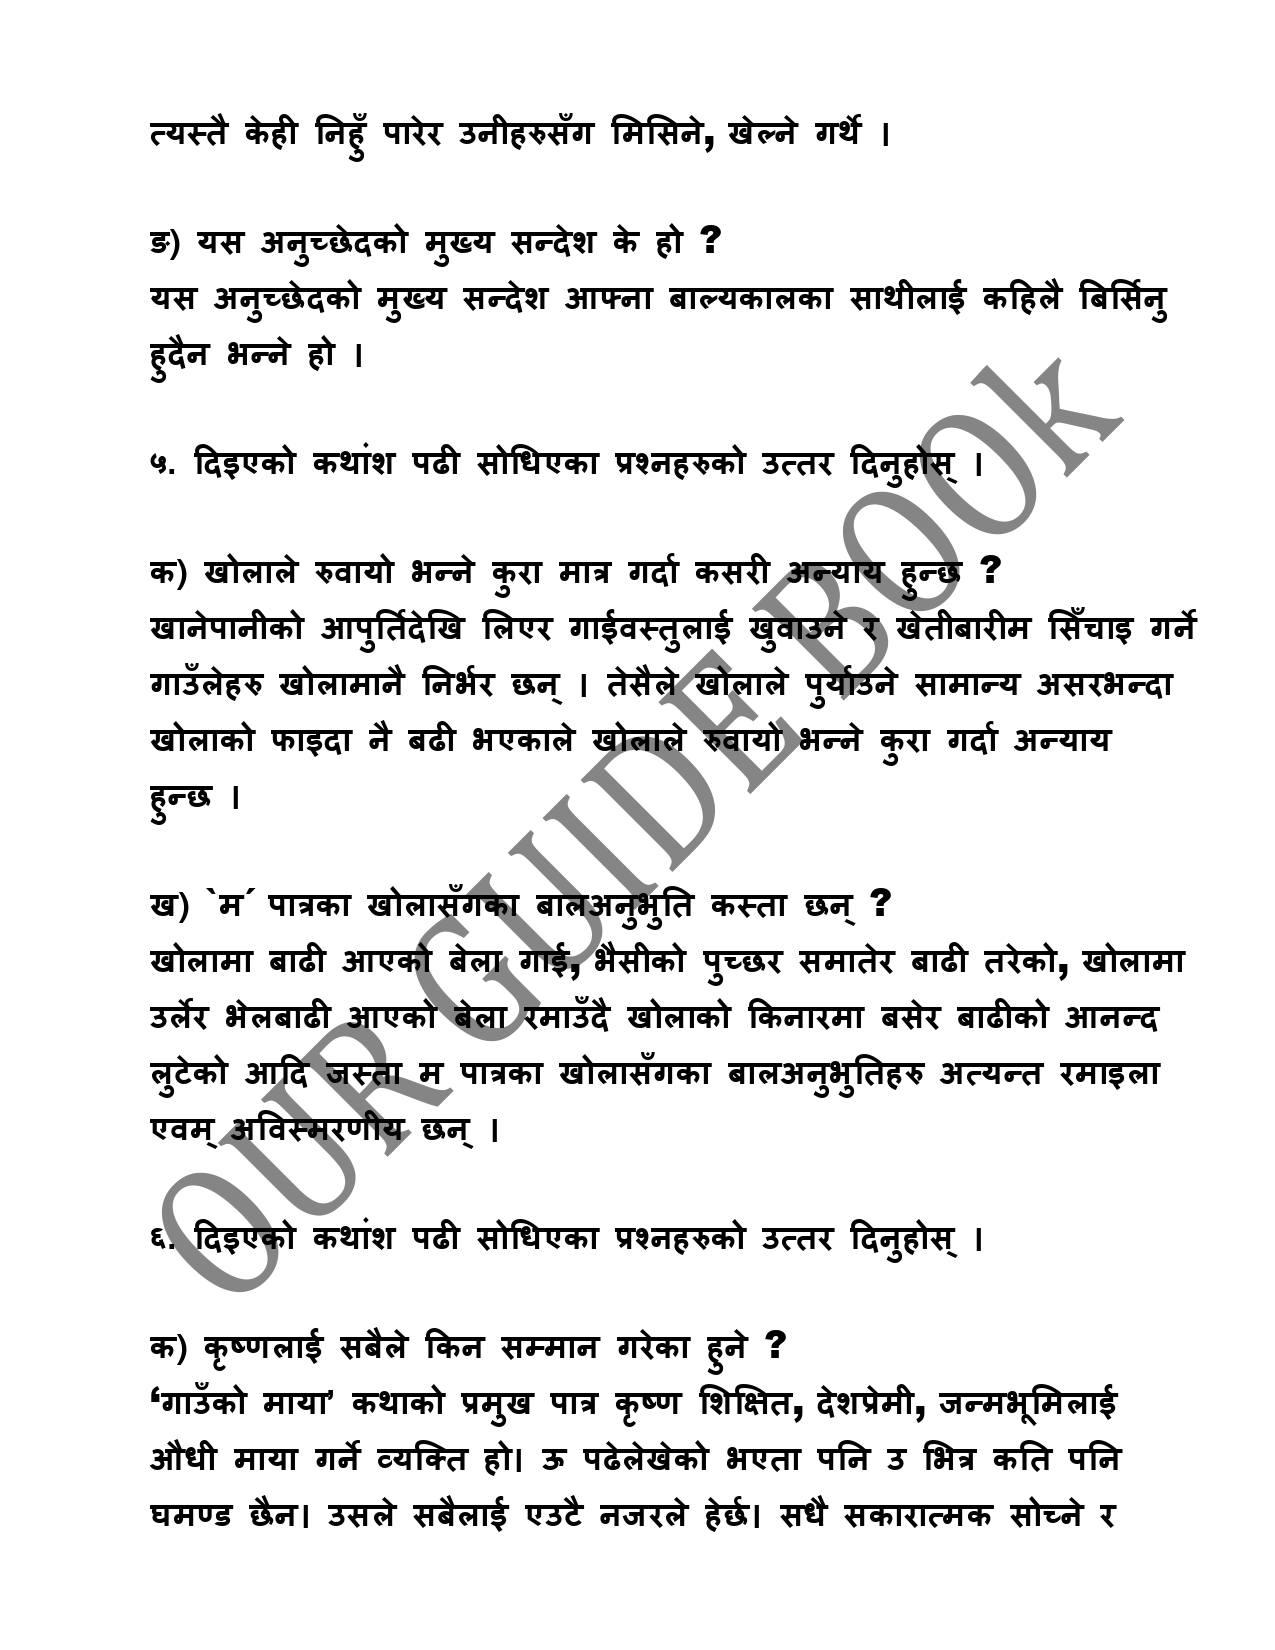 त्यस्तै केही निहुँ पारेर उनीहरुसँग मिसिने, खेल्ने गर्थे ।
ङ) यस अनुच्छेदको मुख्य सन्देश के हो ?
यस अनुच्छेदको मुख्य सन्देश आफ्ना बाल्यकालका साथीलाई कहिलै बिर्सिनु
हुदैन भन्ने हो ।
५. दिइएको कथांश पढी सोधिएका प्रश्नहरुको उत्तर दिनुहोस् ।
क) खोलाले रुवायो भन्ने कुरा मात्र गर्दा कसरी अन्याय हुन्छ ?
खानेपानीको आपुर्तिदेखि लिएर गाईवस्तुलाई खुवाउने र खेतीबारीम सिँचाइ गर्ने
गाउँलेहरु खोलामानै निर्भर छन् । तेसैले खोलाले पुर्याउने सामान्य असरभन्दा
खोलाको फाइदा नै बढी भएकाले खोलाले रुवायो भन्ने कुरा गर्दा अन्याय
हुन्छ ।
ख) `म´ पात्रका खोलासँगका बालअनुभुति कस्ता छन् ?
खोलामा बाढी आएको बेला गाई, भैसीको पुच्छर समातेर बाढी तरेको, खोलामा
उर्लेर भेलबाढी आएको बेला रमाउँदै खोलाको किनारमा बसेर बाढीको आनन्द
लुटेको आदि जस्ता म पात्रका खोलासँगका बालअनुभुतिहरु अत्यन्त रमाइला
एवम् अविस्मरणीय छन् ।
६. दिइएको कथांश पढी सोधिएका प्रश्नहरुको उत्तर दिनुहोस् ।
क) कृष्णलाई सबैले किन सम्मान गरेका हुने ?
‘गाउँको माया’ कथाको प्रमुख पात्र कृष्ण शिक्षित, देशप्रेमी, जन्मभूमिलाई
औधी माया गर्ने व्यक्ति हो। ऊ पढेलेखेको भएता पनि उ भित्र कति पनि
घमण्ड छैन। उसले सबैलाई एउटै नजरले हेर्छ। सधै सकारात्मक सोच्ने र
OUR GUIDE BOOk